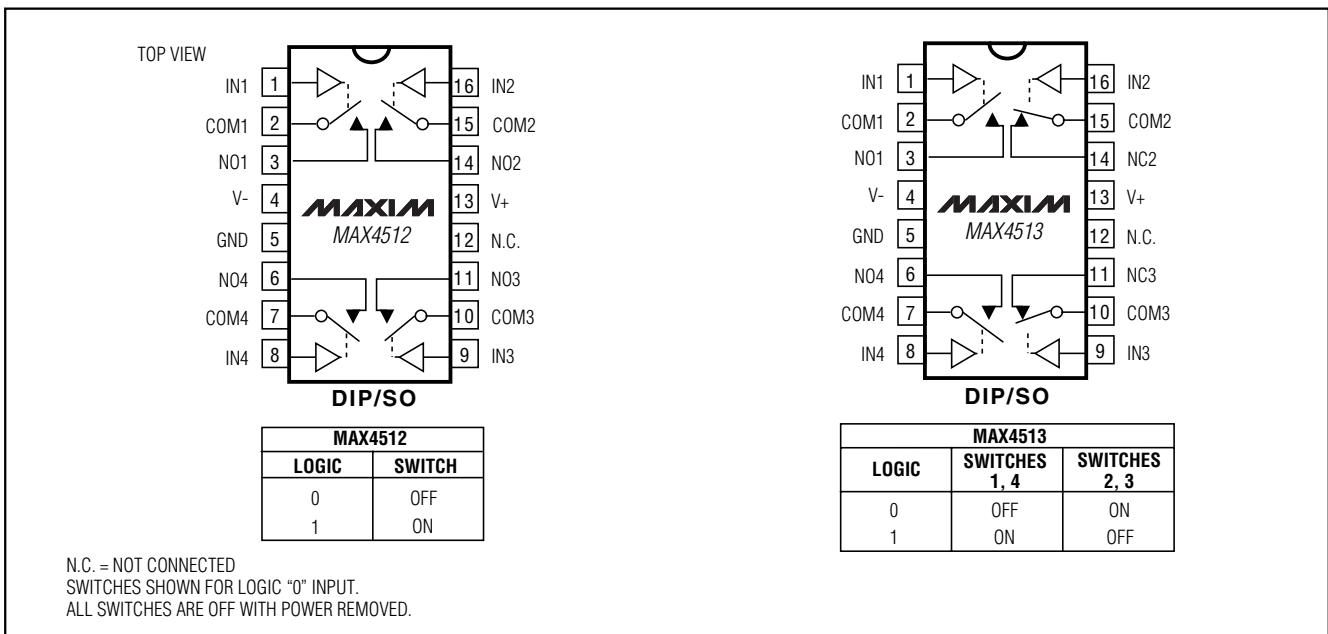 TOP VIEW
IN1 1 16 IN2
COM1 2 15 COM2
NO1 3 14 NO2
V- 4 13 V+
MAXIM
GND 5 MAX4512 12 N.C.
NO4 6 11 NO3
COM4 7 10 COM3
IN4 8 9 IN3
DIP/SO
MAX4512
LOGIC SWITCH
0 OFF
1 ON
IN1 1 16 IN2
COM1 2 15 COM2
NO1 3 14 NC2
V- 4 13 V+
MAXIM
GND 5 MAX4513 12 N.C.
NO4 6 11 NC3
COM4 7 10 COM3
IN4 8 9 IN3
DIP/SO
MAX4513
LOGIC SWITCHES 1, 4 SWITCHES 2, 3
0 OFF ON
1 ON OFF
N.C. = NOT CONNECTED
SWITCHES SHOWN FOR LOGIC “0” INPUT.
ALL SWITCHES ARE OFF WITH POWER REMOVED.